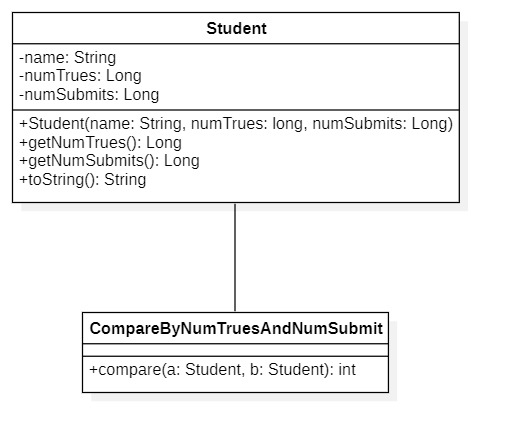 Student
-name: String
-numTrues: Long
-numSubmits: Long
+Student(name: String, numTrues: long, numSubmits: Long)
+getNumTrues(): Long
+getNumSubmits(): Long
+toString(): String
CompareByNumTruesAndNumSubmit
+compare(a: Student, b: Student): int